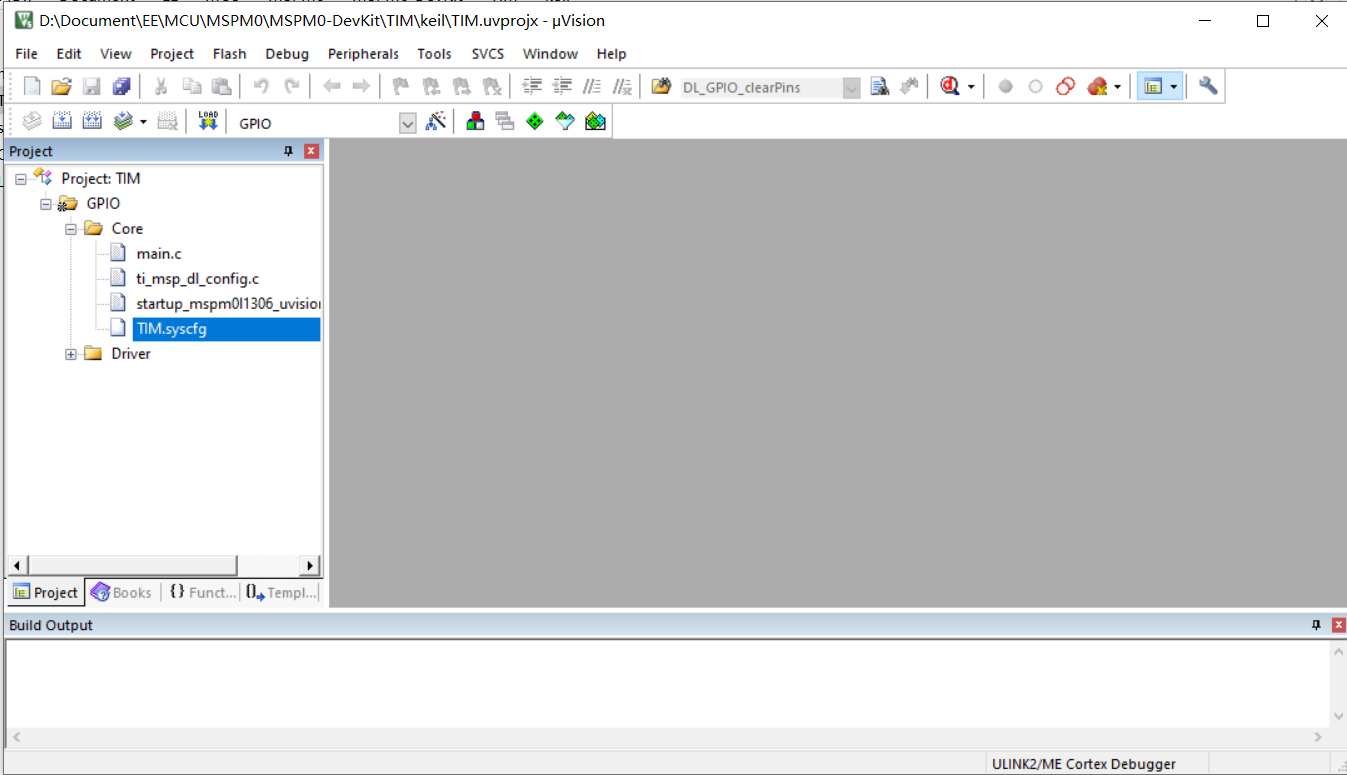 D:\Document\EE\MCU\MSPM0\MSPM0-DevKit\TIM\keil\TIM.uvprojx - µVision
File Edit View Project Flash Debug Peripherals Tools SVCS Window Help
DL_GPIO_clearPins
LOAD GPIO
Project
Project: TIM
GPIO
Core
main.c
ti_msp_dl_config.c
startup_mspm0l1306_uvision
TIM.syscfg
Driver
Project Books {} Funct... Templ...
Build Output
ULINK2/ME Cortex Debugger